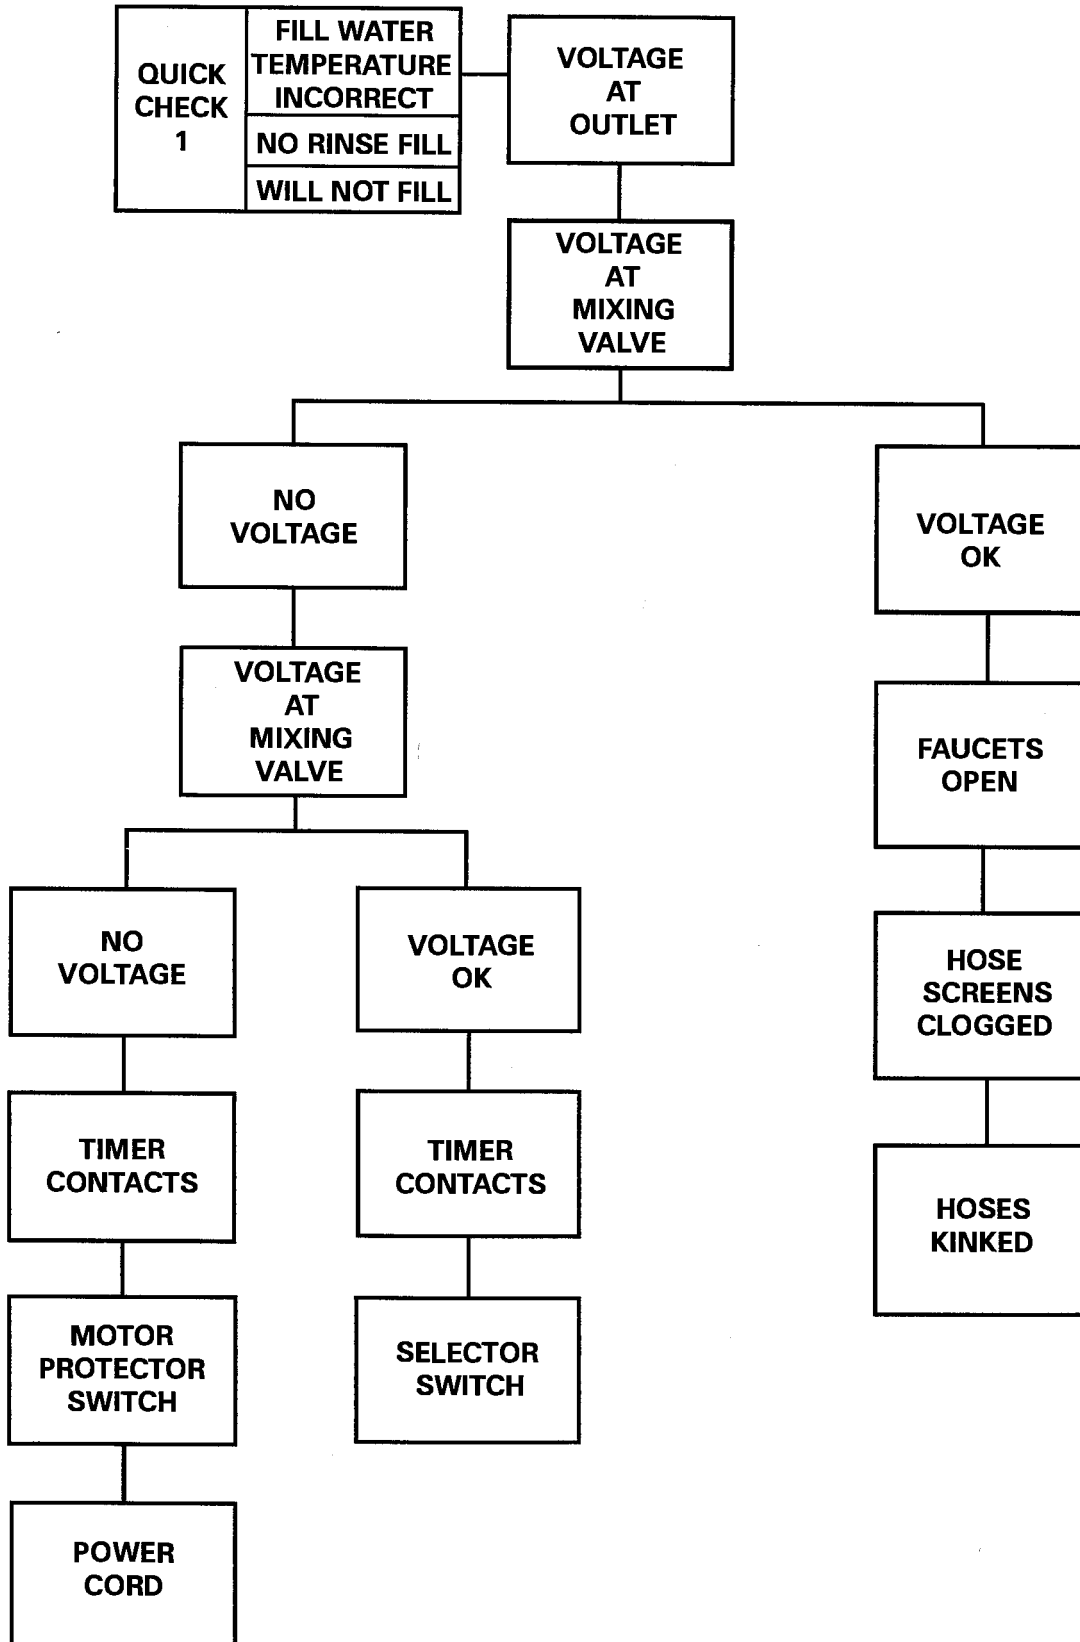 QUICK
CHECK
1
FILL WATER
TEMPERATURE
INCORRECT
NO RINSE FILL
WILL NOT FILL
VOLTAGE
AT
OUTLET
VOLTAGE
AT
MIXING
VALVE
NO
VOLTAGE
VOLTAGE
OK
VOLTAGE
AT
MIXING
VALVE
FAUCETS
OPEN
NO
VOLTAGE
VOLTAGE
OK
HOSE
SCREENS
CLOGGED
TIMER
CONTACTS
TIMER
CONTACTS
HOSES
KINKED
MOTOR
PROTECTOR
SWITCH
SELECTOR
SWITCH
POWER
CORD